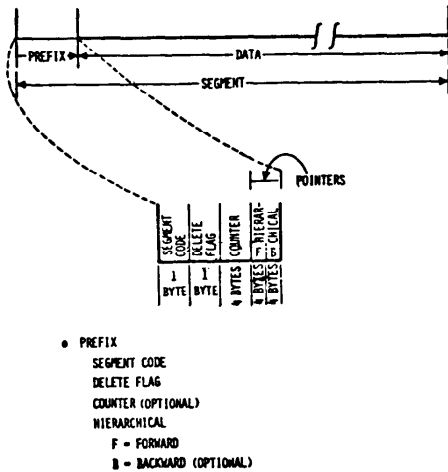 PREFIX DATA
SEGMENT
POINTERS
SEGMENT CODE
DELETE FLAG
COUNTER
F HIERAR-
B CHICAL
1 BYTE
1 BYTE
4 BYTES
4 BYTES
4 BYTES
• PREFIX
SEGMENT CODE
DELETE FLAG
COUNTER (OPTIONAL)
HIERARCHICAL
F - FORWARD
B - BACKWARD (OPTIONAL)